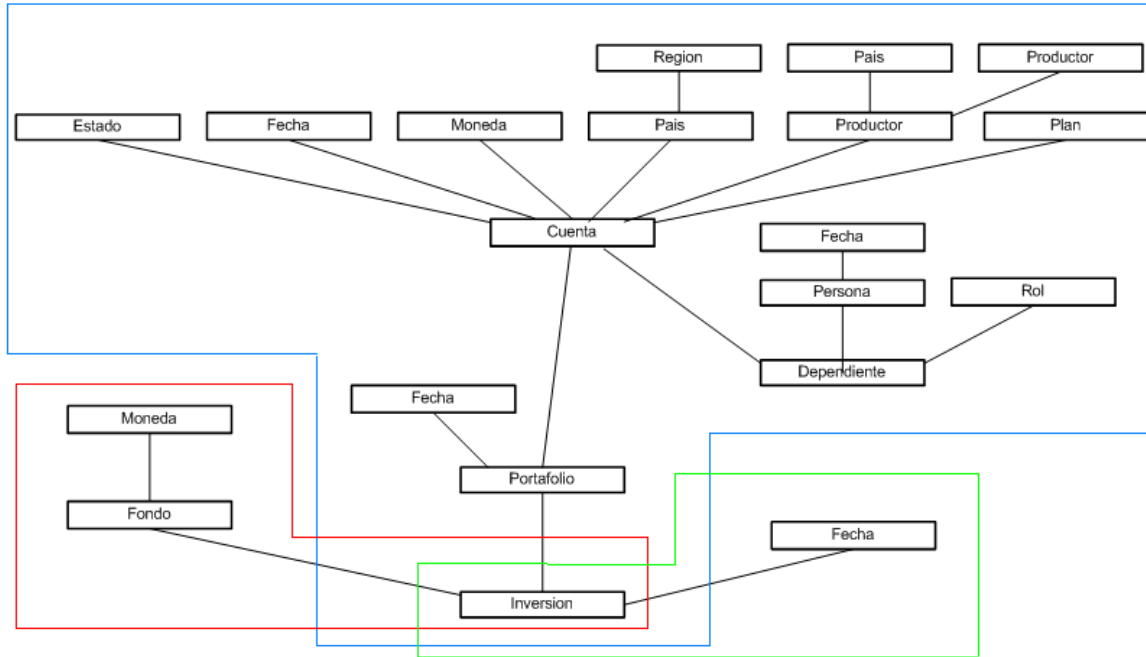 Region
Pais
Productor
Estado
Fecha
Moneda
Pais
Productor
Plan
Cuenta
Fecha
Persona
Rol
Dependiente
Fecha
Moneda
Portafolio
Fondo
Fecha
Inversion